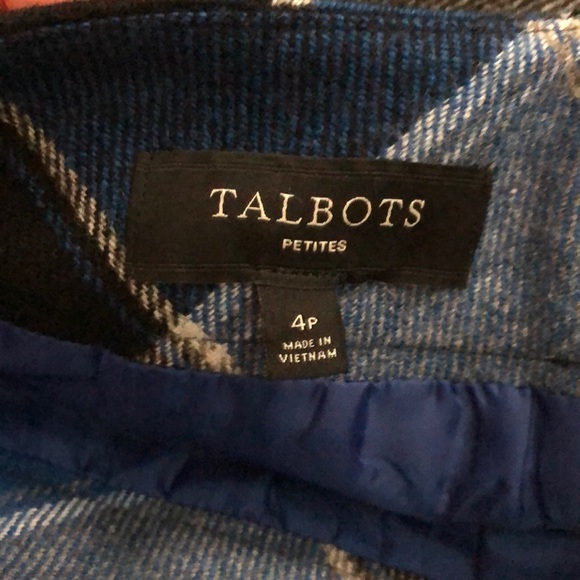 TALBOTS
PETITES
4P
MADE IN
VIETNAM